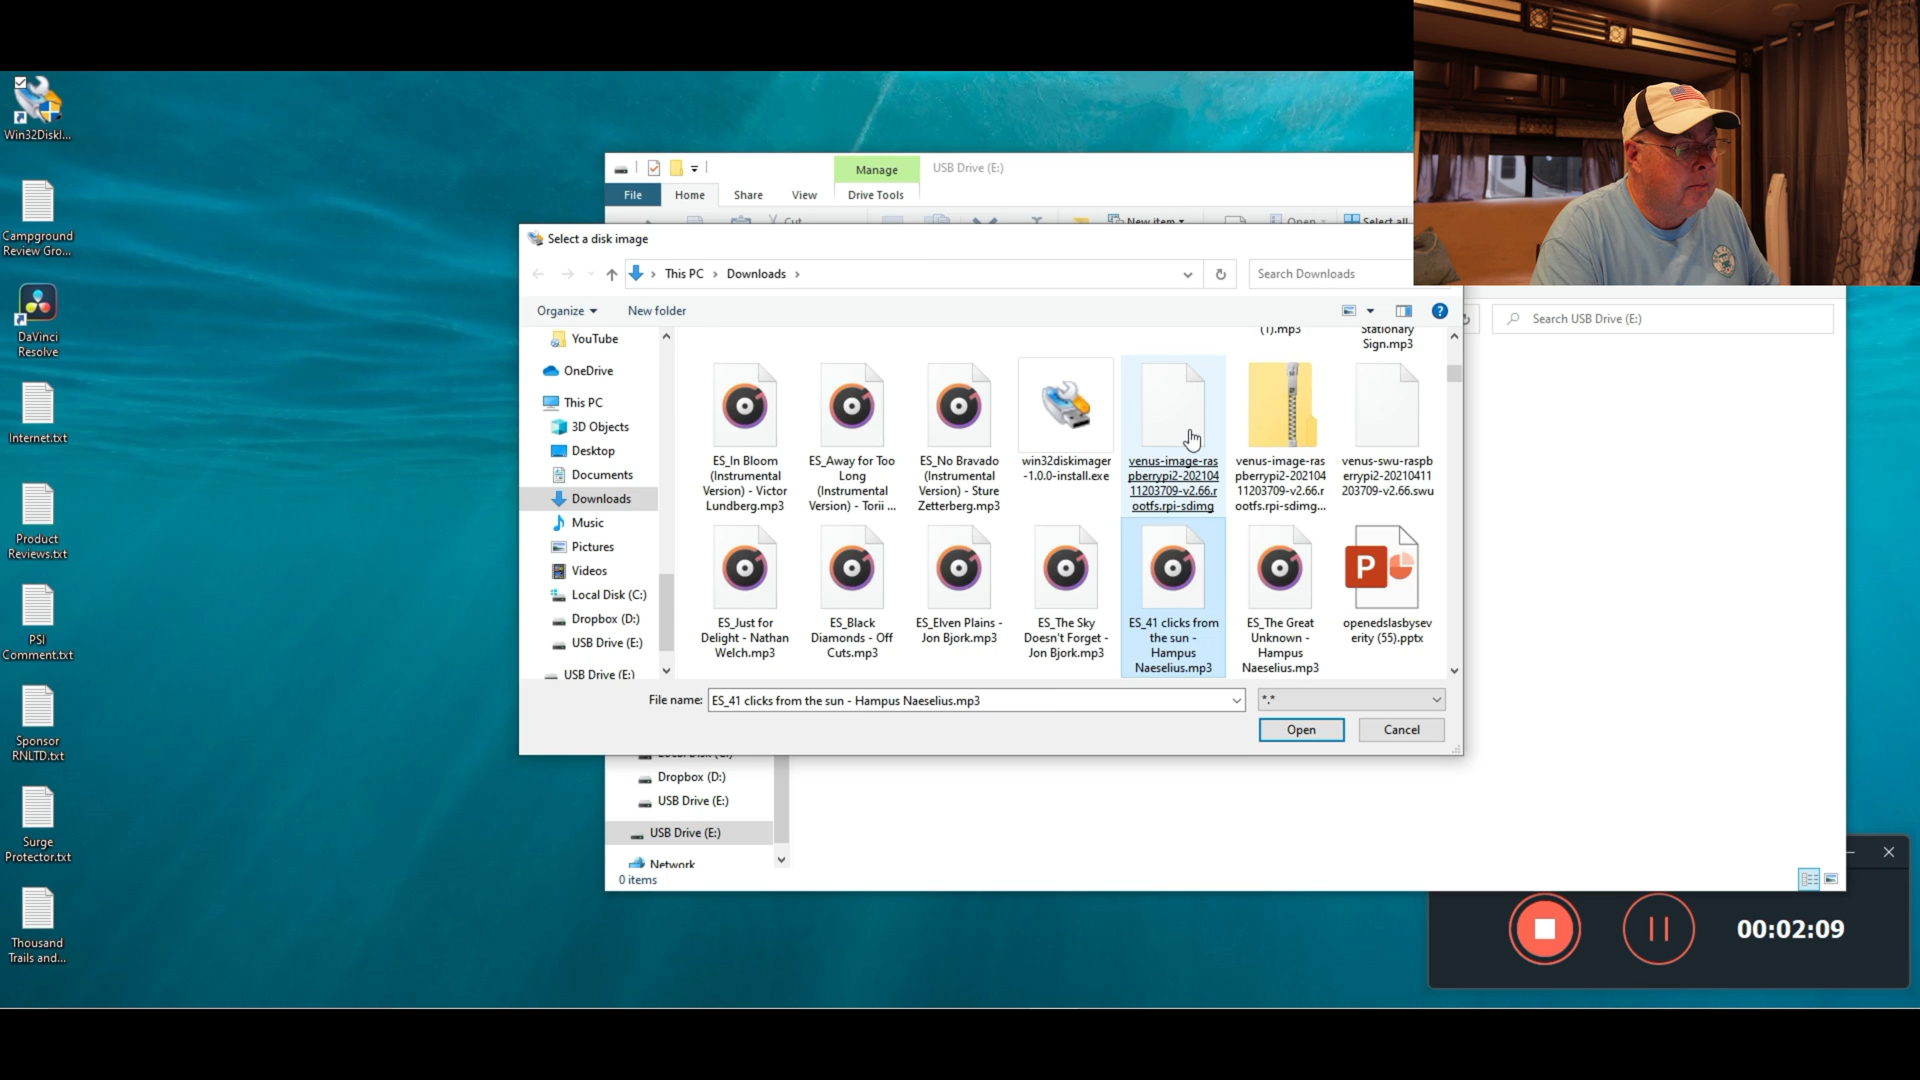 Win32DiskI...
Campground
Review Gro...
DaVinci
Resolve
Internet.txt
Product
Reviews.txt
PSI
Comment.txt
Sponsor
RNLTD.txt
Surge
Protector.txt
Thousand
Trails and...
Manage
USB Drive (E:)
File
Home
Share
View
Drive Tools
Cut
New item
Open
Select all
Select a disk image
This PC
Downloads
Search Downloads
Organize
New folder
Search USB Drive (E:)
YouTube
OneDrive
This PC
3D Objects
Desktop
Documents
Downloads
Music
Pictures
Videos
Local Disk (C:)
Dropbox (D:)
USB Drive (E:)
USB Drive (E:)
(1).mp3
Stationary
Sign.mp3
ES_In Bloom
(Instrumental
Version) - Victor
Lundberg.mp3
ES_Away for Too
Long
(Instrumental
Version) - Torii ...
ES_No Bravado
(Instrumental
Version) - Sture
Zetterberg.mp3
win32diskimager
-1.0.0-install.exe
venus-image-ras
pberrypi2-202104
11203709-v2.66.r
ootfs.rpi-sdimg
venus-image-ras
pberrypi2-202104
11203709-v2.66.r
ootfs.rpi-sdimg...
venus-swu-raspb
errypi2-20210411
203709-v2.66.swu
ES_Just for
Delight - Nathan
Welch.mp3
ES_Black
Diamonds - Off
Cuts.mp3
ES_Elven Plains -
Jon Bjork.mp3
ES_The Sky
Doesn't Forget -
Jon Bjork.mp3
ES_41 clicks from
the sun -
Hampus
Naeselius.mp3
ES_The Great
Unknown -
Hampus
Naeselius.mp3
openedslasbysev
erity (55).pptx
File name:
ES_41 clicks from the sun - Hampus Naeselius.mp3
*.*
Open
Cancel
Local Disk (C:)
Dropbox (D:)
USB Drive (E:)
USB Drive (E:)
Network
0 items
00:02:09